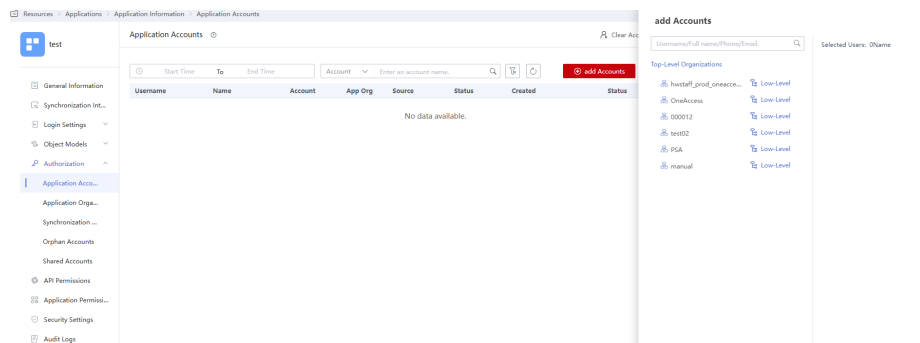 Resources > Applications > Application Information > Application Accounts
test
General Information
Synchronization Int...
Login Settings
Object Models
Authorization
Application Acco...
Application Orga...
Synchronization ...
Orphan Accounts
Shared Accounts
API Permissions
Application Permissi...
Security Settings
Audit Logs
Application Accounts
Clear Acc
Start Time To End Time
Account Enter an account name.
add Accounts
Username Name Account App Org Source Status Created Status
No data available.
add Accounts
Username/Full name/Phone/Email.
Top-Level Organizations
hwstaff_prod_oneacce... Low-Level
OneAccess Low-Level
000012 Low-Level
test02 Low-Level
PSA Low-Level
manual Low-Level
Selected Users: 0Name